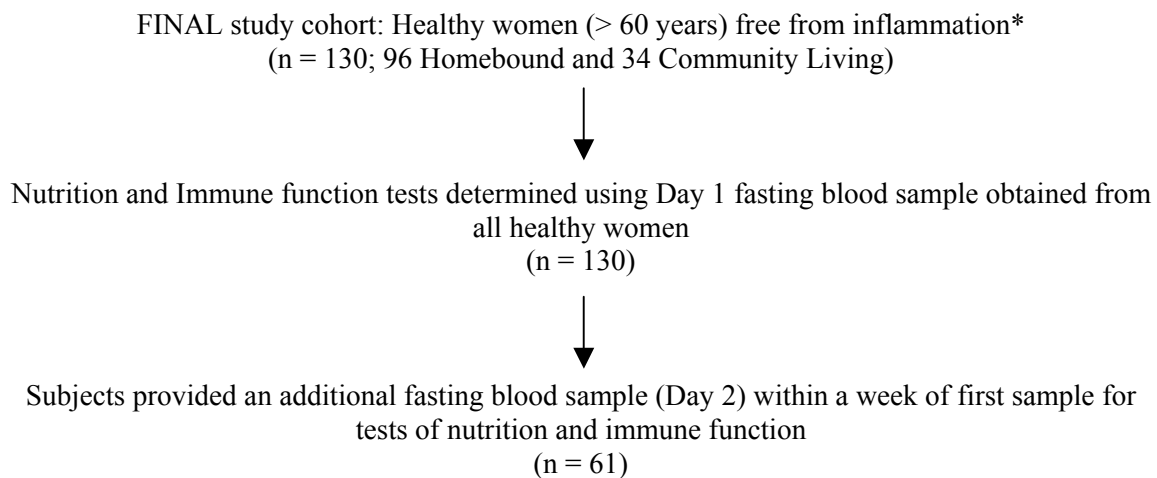 FINAL study cohort: Healthy women (> 60 years) free from inflammation*
(n = 130; 96 Homebound and 34 Community Living)
Nutrition and Immune function tests determined using Day 1 fasting blood sample obtained from
all healthy women
(n = 130)
Subjects provided an additional fasting blood sample (Day 2) within a week of first sample for
tests of nutrition and immune function
(n = 61)